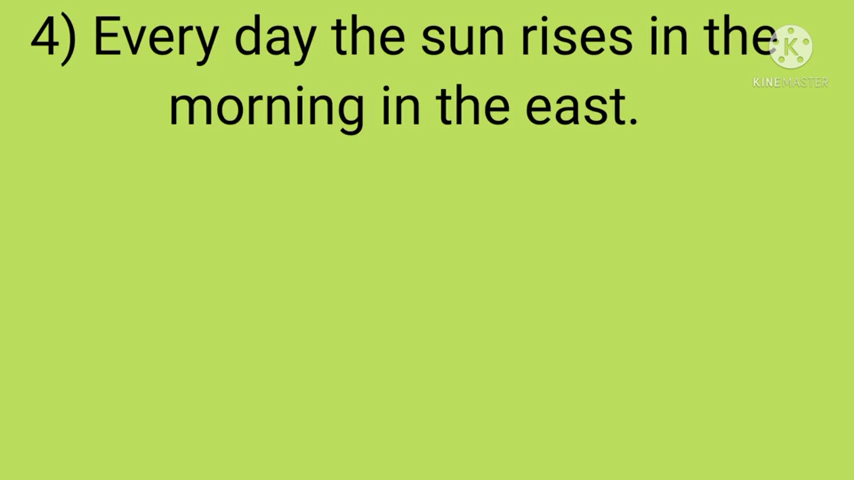 4) Every day the sun rises in the
morning in the east.
K
KINEMASTER